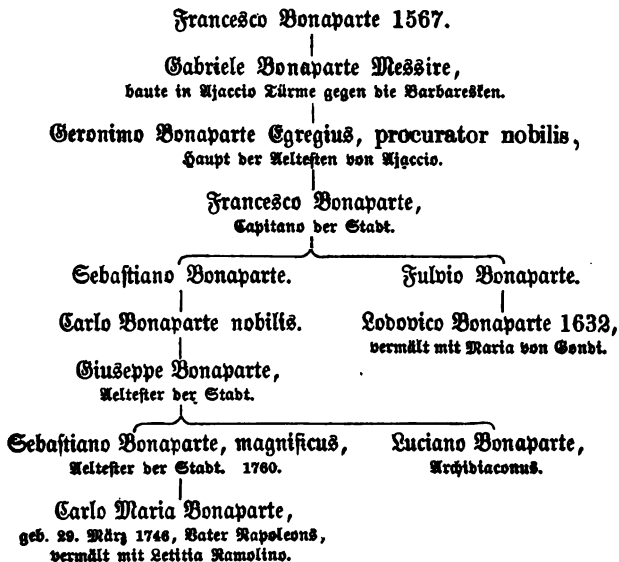 Francesco Bonaparte 1567.
Gabriele Bonaparte Messire,
baute in Ajaccio Türme gegen die Barbaresken.
Geronimo Bonaparte Egregius, procurator nobilis,
Haupt der Aeltesten von Ajaccio.
Francesco Bonaparte,
Capitano der Stadt.
Sebastiano Bonaparte. Fulvio Bonaparte.
Carlo Bonaparte nobilis. Lodovico Bonaparte 1632,
vermält mit Maria von Gondi.
Giuseppe Bonaparte,
Aeltester der Stadt.
Sebastiano Bonaparte, magnificus, Luciano Bonaparte,
Aeltester der Stadt. 1760. Archidiaconus.
Carlo Maria Bonaparte,
geb. 29. März 1746, Vater Napoleons,
vermält mit Letitia Ramolino.